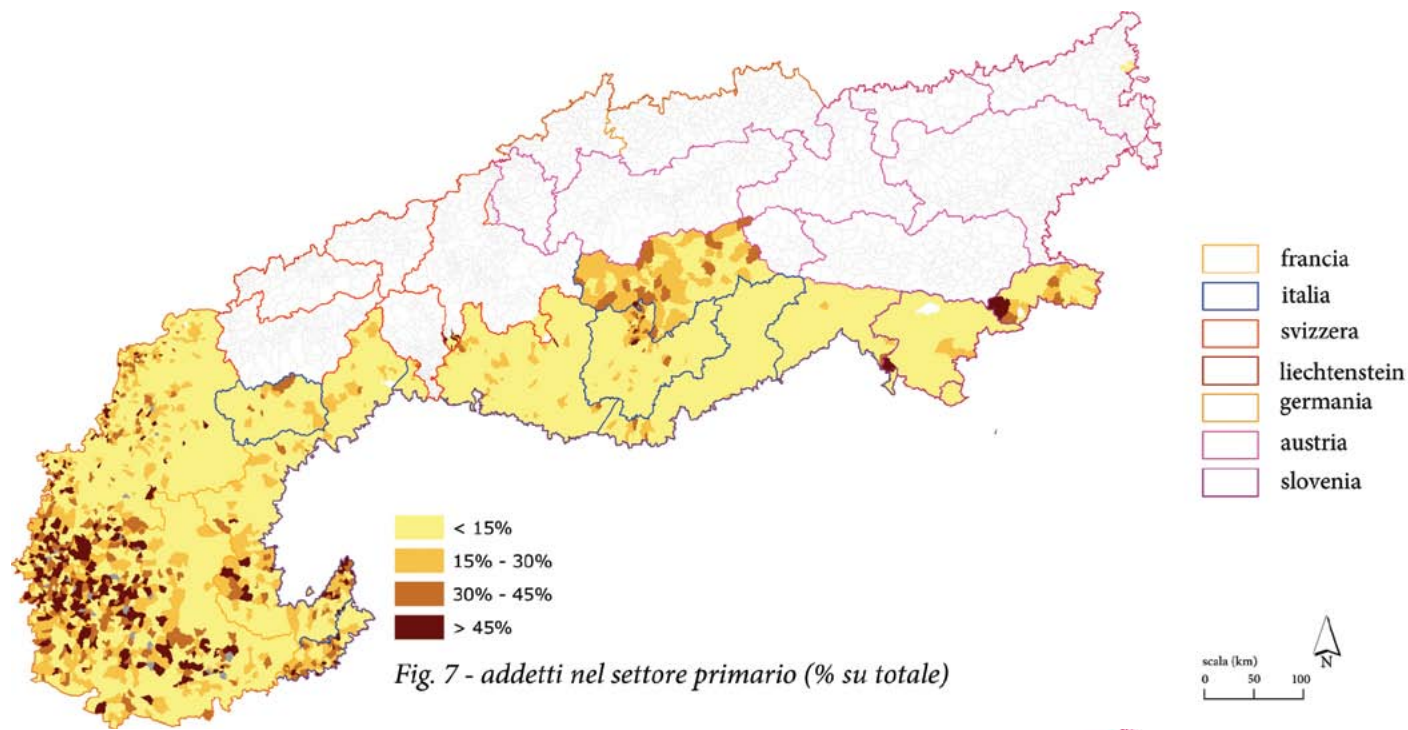 francia
italia
svizzera
liechtenstein
germania
austria
slovenia
< 15%
15% - 30%
30% - 45%
> 45%
Fig. 7 - addetti nel settore primario (% su totale)
scala (km)
0 50 100
N